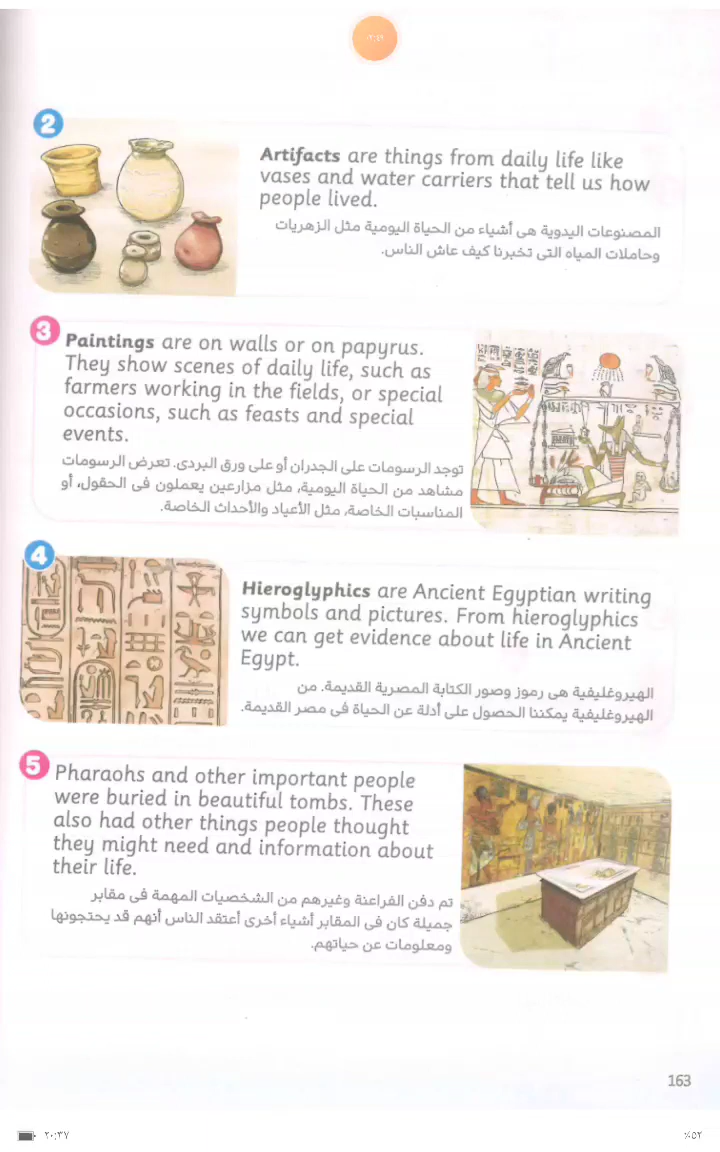 ٠٢:٤١
2
Artifacts are things from daily life like
vases and water carriers that tell us how
people lived.
المصنوعات اليدوية هى أشياء من الحياة اليومية مثل الزهريات
وحاملات المياه التى تخبرنا كيف عاش الناس.
3
Paintings are on walls or on papyrus.
They show scenes of daily life, such as
farmers working in the fields, or special
occasions, such as feasts and special
events.
توجد الرسومات على الجدران أو على ورق البردى. تعرض الرسومات
مشاهد من الحياة اليومية، مثل مزارعين يعملون فى الحقول، أو
المناسبات الخاصة، مثل الأعياد والأحداث الخاصة.
4
Hieroglyphics are Ancient Egyptian writing
symbols and pictures. From hieroglyphics
we can get evidence about life in Ancient
Egypt.
الهيروغليفية هى رموز وصور الكتابة المصرية القديمة. من
الهيروغليفية يمكننا الحصول على أدلة عن الحياة فى مصر القديمة.
5
Pharaohs and other important people
were buried in beautiful tombs. These
also had other things people thought
they might need and information about
their life.
تم دفن الفراعنة وغيرهم من الشخصيات المهمة فى مقابر
جميلة كان فى المقابر أشياء أخرى أعتقد الناس أنهم قد يحتجونها
ومعلومات عن حياتهم.
163
٢٠:٣٧
٪٥٢